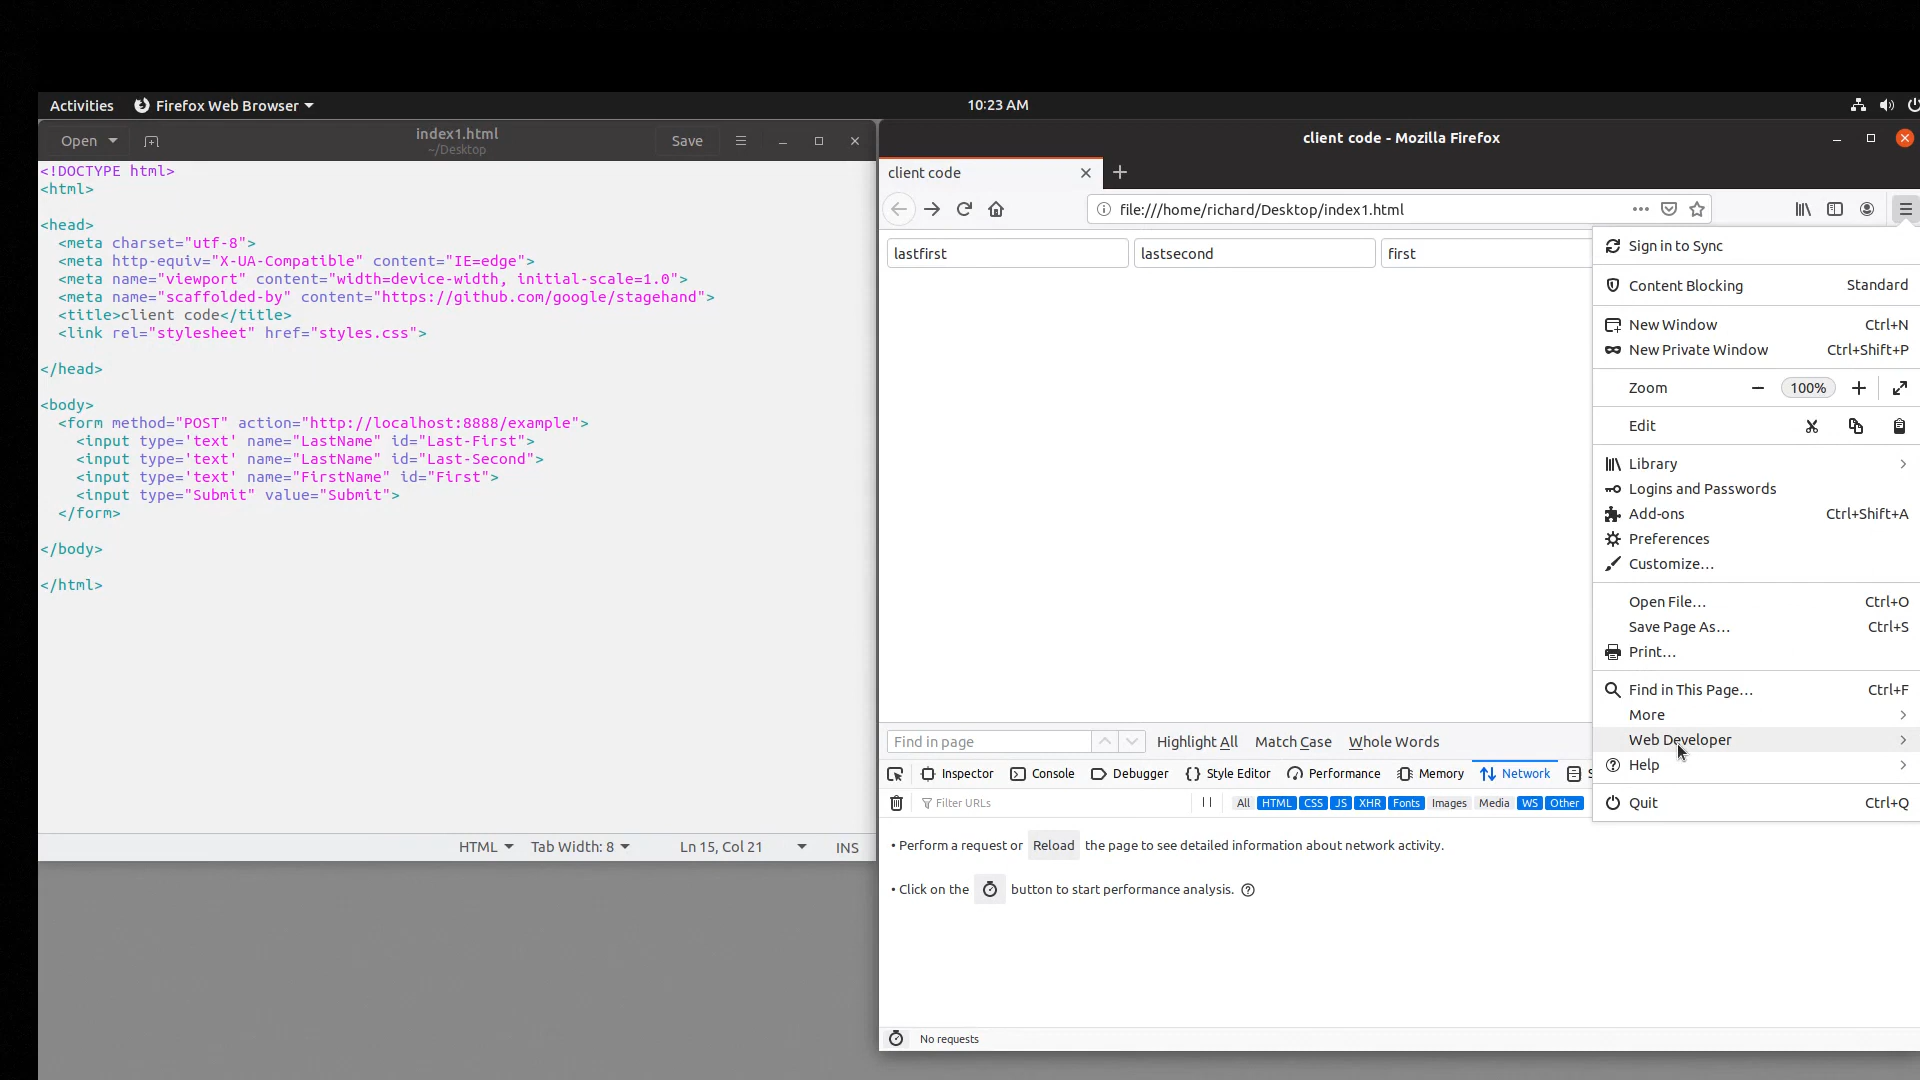 Activities Firefox Web Browser 10:23 AM
Open index1.html Save
~/Desktop
<!DOCTYPE html>
<html>
<head>
<meta charset="utf-8">
<meta http-equiv="X-UA-Compatible" content="IE=edge">
<meta name="viewport" content="width=device-width, initial-scale=1.0">
<meta name="scaffolded-by" content="https://github.com/google/stagehand">
<title>client code</title>
<link rel="stylesheet" href="styles.css">
</head>
<body>
<form method="POST" action="http://localhost:8888/example">
<input type='text' name="LastName" id="Last-First">
<input type='text' name="LastName" id="Last-Second">
<input type='text' name="FirstName" id="First">
<input type="Submit" value="Submit">
</form>
</body>
</html>
HTML Tab Width: 8 Ln 15, Col 21 INS
client code - Mozilla Firefox
client code
file:///home/richard/Desktop/index1.html
lastfirst lastsecond first
Sign in to Sync
Content Blocking Standard
New Window Ctrl+N
New Private Window Ctrl+Shift+P
Zoom 100%
Edit
Library
Logins and Passwords
Add-ons Ctrl+Shift+A
Preferences
Customize…
Open File… Ctrl+O
Save Page As… Ctrl+S
Print…
Find in This Page… Ctrl+F
More
Web Developer
Help
Quit Ctrl+Q
Find in page Highlight All Match Case Whole Words
Inspector Console Debugger Style Editor Performance Memory Network
Filter URLs All HTML CSS JS XHR Fonts Images Media WS Other
• Perform a request or Reload the page to see detailed information about network activity.
• Click on the button to start performance analysis.
No requests